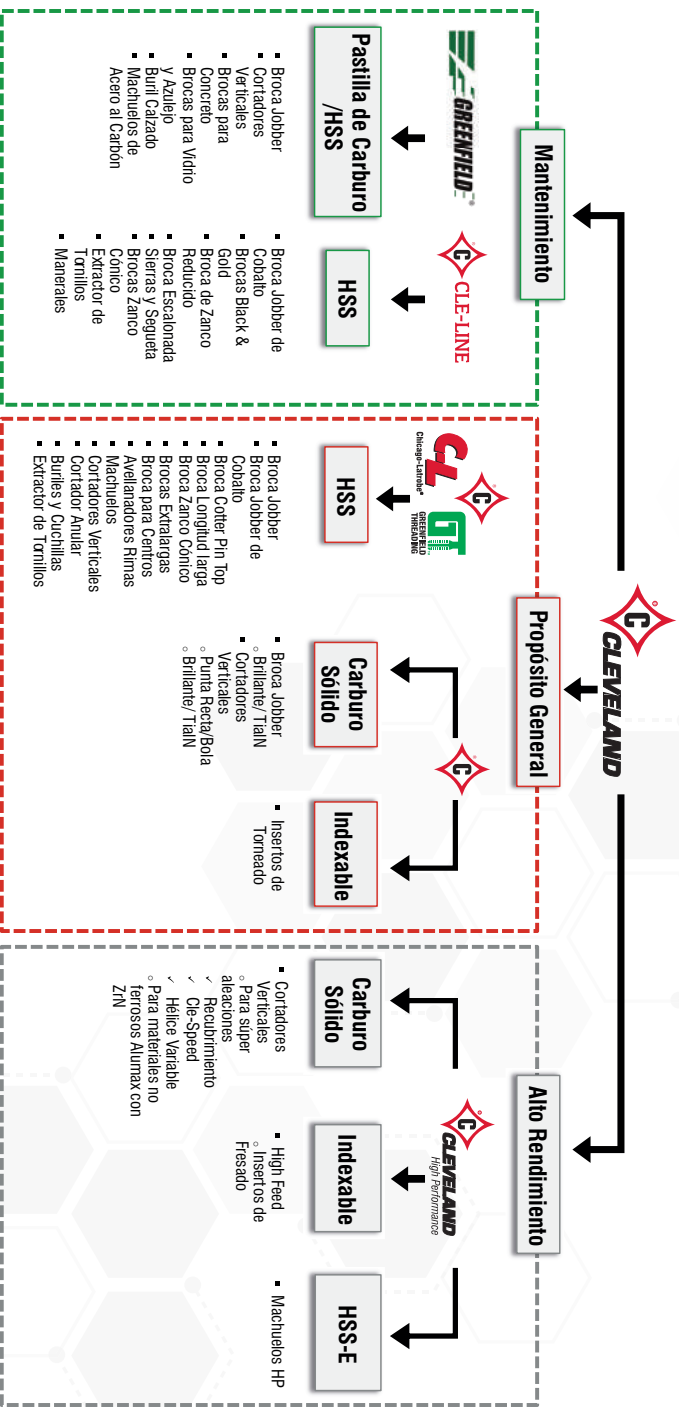 CLEVELAND
Mantenimiento
GREENFIELD
Pastilla de Carburo
/HSS
Broca Jobber
Cortadores
Verticales
Brocas para
Concreto
Brocas para Vidrio
y Azulejo
Buril Calzado
Machuelos de
Acero al Carbón
CLE-LINE
HSS
Broca Jobber de
Cobalto
Brocas Black &
Gold
Broca de Zanco
Reducido
Broca Escalonada
Sierras y Segueta
Brocas Zanco
Cónico
Extractor de
Tornillos
Manerales
Propósito General
C
C-L
Chicago-Latrobe®
GT
GREENFIELD
THREADING
HSS
Broca Jobber
Broca Jobber de
Cobalto
Broca Cotter Pin Top
Broca Longitud larga
Broca Zanco Cónico
Brocas Extralargas
Broca para Centros
Avellanadores Rimas
Machuelos
Cortadores Verticales
Cortador Anular
Buriles y Cuchillas
Extractor de Tornillos
C
Carburo
Sólido
Broca Jobber
Brillante/ TialN
Cortadores
Verticales
Punta Recta/Bola
Brillante/ TialN
Indexable
Insertos de
Torneado
Alto Rendimiento
C CLEVELAND
High Performance
Carburo
Sólido
Cortadores
Verticales
Para súper
aleaciones
✓ Recubrimiento
✓ Cle-Speed
✓ Hélice Variable
Para materiales no
ferrosos Alumax con
ZrN
Indexable
High Feed
Insertos de
Fresado
HSS-E
Machuelos HP